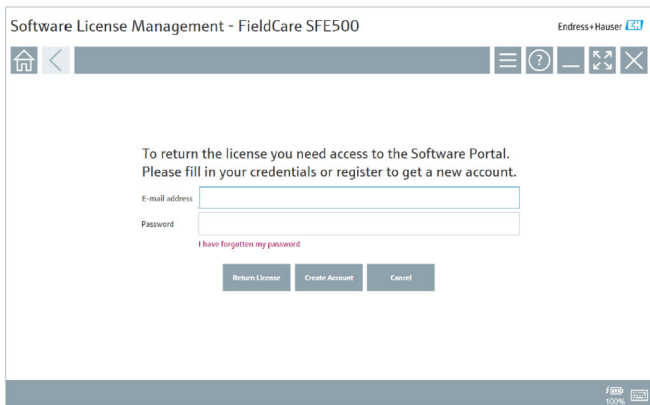 Software License Management - FieldCare SFE500
Endress+Hauser EH
To return the license you need access to the Software Portal.
Please fill in your credentials or register to get a new account.
E-mail address
Password
I have forgotten my password
Return License Create Account Cancel
100%